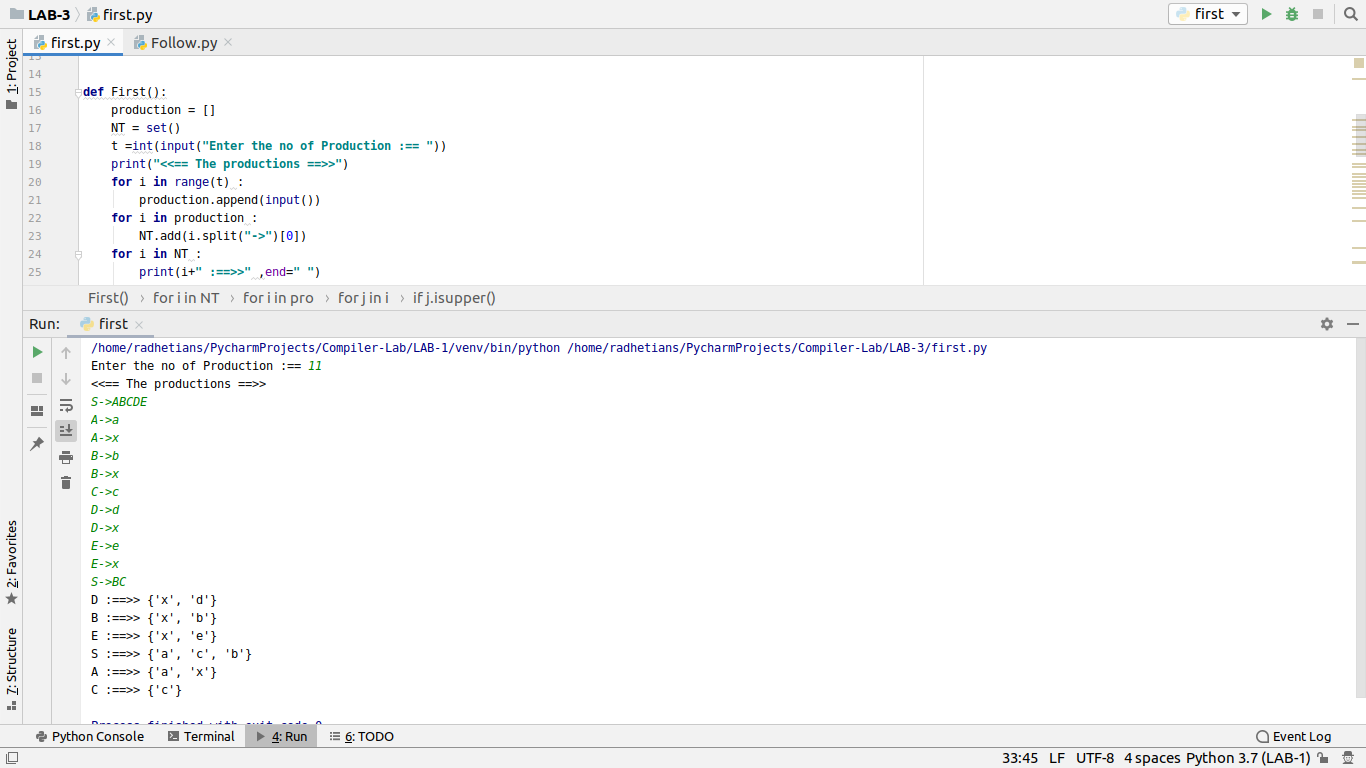 LAB-3 first.py first
first.py Follow.py
1: Project
2: Favorites
7: Structure
13
14
15 def First():
16 production = []
17 NT = set()
18 t =int(input("Enter the no of Production :== "))
19 print("<<== The productions ==>>")
20 for i in range(t) :
21 production.append(input())
22 for i in production :
23 NT.add(i.split("->")[0])
24 for i in NT :
25 print(i+" :==>>" ,end=" ")
First() › for i in NT › for i in pro › for j in i › if j.isupper()
Run: first
/home/radhetians/PycharmProjects/Compiler-Lab/LAB-1/venv/bin/python /home/radhetians/PycharmProjects/Compiler-Lab/LAB-3/first.py
Enter the no of Production :== 11
<<== The productions ==>>
S->ABCDE
A->a
A->x
B->b
B->x
C->c
D->d
D->x
E->e
E->x
S->BC
D :==>> {'x', 'd'}
B :==>> {'x', 'b'}
E :==>> {'x', 'e'}
S :==>> {'a', 'c', 'b'}
A :==>> {'a', 'x'}
C :==>> {'c'}
Process finished with exit code 0
Python Console Terminal 4: Run 6: TODO Event Log
33:45 LF UTF-8 4 spaces Python 3.7 (LAB-1)